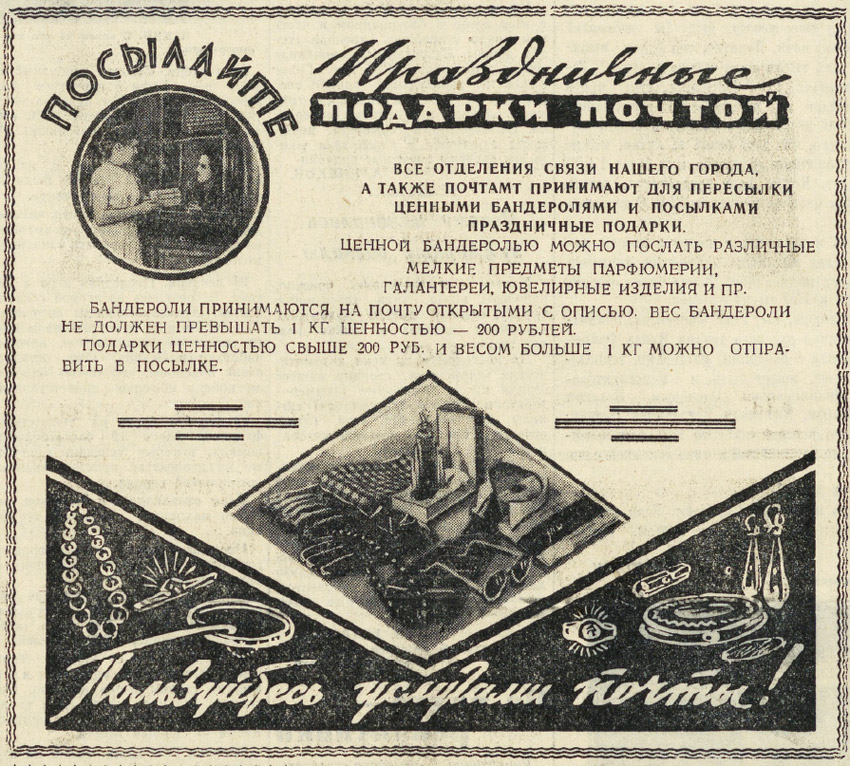 ПОСЫЛАЙТЕ
Праздничные
ПОДАРКИ ПОЧТОЙ
ВСЕ ОТДЕЛЕНИЯ СВЯЗИ НАШЕГО ГОРОДА,
А ТАКЖЕ ПОЧТАМТ ПРИНИМАЮТ ДЛЯ ПЕРЕСЫЛКИ
ЦЕННЫМИ БАНДЕРОЛЯМИ И ПОСЫЛКАМИ
ПРАЗДНИЧНЫЕ ПОДАРКИ.
ЦЕННОЙ БАНДЕРОЛЬЮ МОЖНО ПОСЛАТЬ РАЗЛИЧНЫЕ
МЕЛКИЕ ПРЕДМЕТЫ ПАРФЮМЕРИИ,
ГАЛАНТЕРЕИ, ЮВЕЛИРНЫЕ ИЗДЕЛИЯ И ПР.
БАНДЕРОЛИ ПРИНИМАЮТСЯ НА ПОЧТУ ОТКРЫТЫМИ С ОПИСЬЮ. ВЕС БАНДЕРОЛИ
НЕ ДОЛЖЕН ПРЕВЫШАТЬ 1 КГ ЦЕННОСТЬЮ — 200 РУБЛЕЙ.
ПОДАРКИ ЦЕННОСТЬЮ СВЫШЕ 200 РУБ. И ВЕСОМ БОЛЬШЕ 1 КГ МОЖНО ОТПРА-
ВИТЬ В ПОСЫЛКЕ.
Пользуйтесь услугами почты!